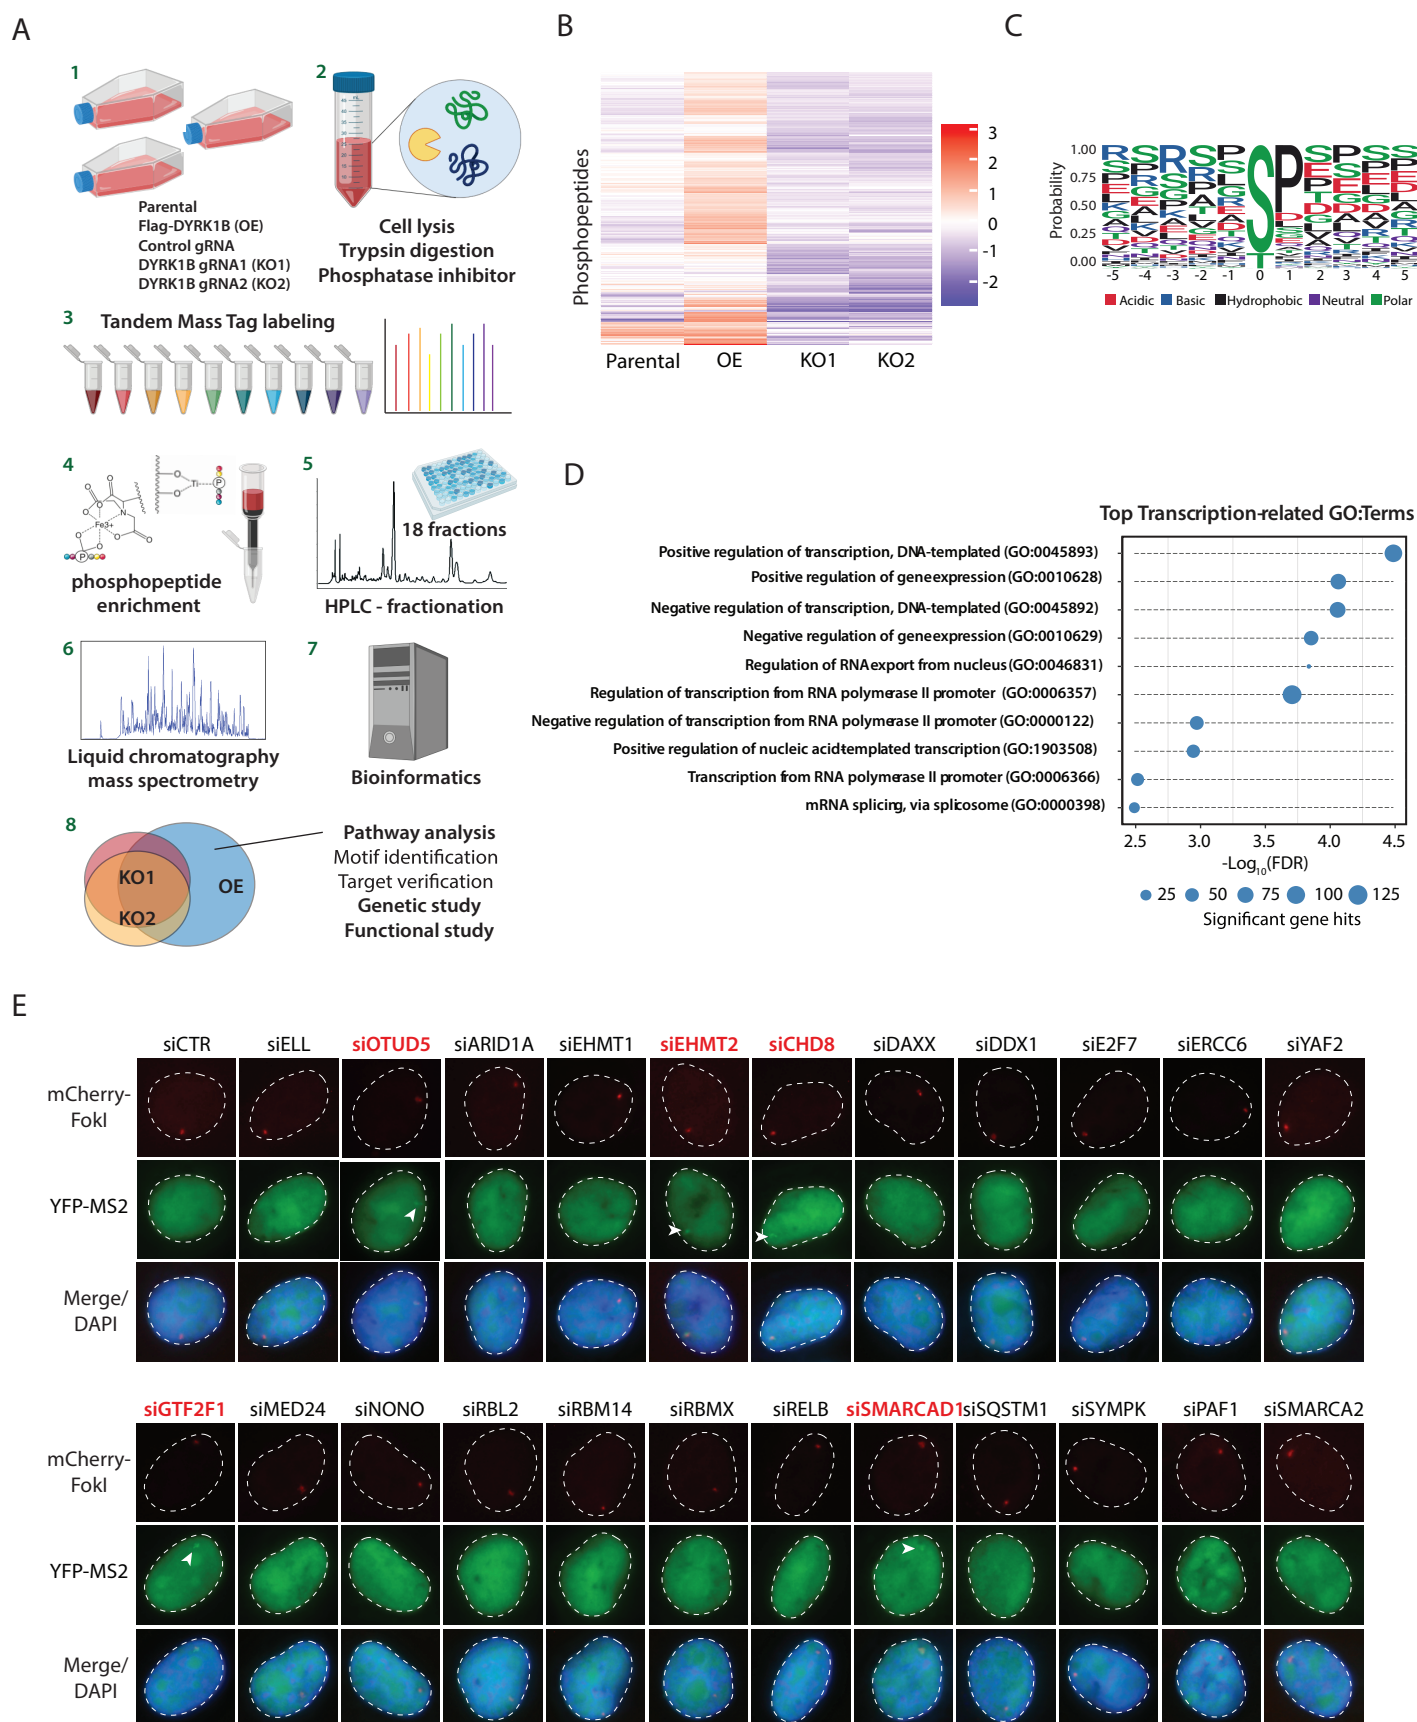 A
1
2
Parental
Flag-DYRK1B (OE)
Control gRNA
DYRK1B gRNA1 (KO1)
DYRK1B gRNA2 (KO2)
Cell lysis
Trypsin digestion
Phosphatase inhibitor
3
Tandem Mass Tag labeling
4
Fe3+
N
O
Ti
P
phosphopeptide
enrichment
5
18 fractions
HPLC - fractionation
6
Liquid chromatography
mass spectrometry
7
Bioinformatics
8
KO1
KO2
OE
Pathway analysis
Motif identification
Target verification
Genetic study
Functional study
B
Phosphopeptides
Parental
OE
KO1
KO2
3
2
1
0
-1
-2
C
Probability
1.00
0.75
0.50
0.25
0.00
S
P
-5 -4 -3 -2 -1 0 1 2 3 4 5
Acidic Basic Hydrophobic Neutral Polar
D
Top Transcription-related GO:Terms
Positive regulation of transcription, DNA-templated (GO:0045893)
Positive regulation of gene expression (GO:0010628)
Negative regulation of transcription, DNA-templated (GO:0045892)
Negative regulation of gene expression (GO:0010629)
Regulation of RNA export from nucleus (GO:0046831)
Regulation of transcription from RNA polymerase II promoter (GO:0006357)
Negative regulation of transcription from RNA polymerase II promoter (GO:0000122)
Positive regulation of nucleic acid-templated transcription (GO:1903508)
Transcription from RNA polymerase II promoter (GO:0006366)
mRNA splicing, via splicosome (GO:0000398)
2.5 3.0 3.5 4.0 4.5
-Log10(FDR)
25 50 75 100 125
Significant gene hits
E
siCTR siELL siOTUD5 siARID1A siEHMT1 siEHMT2 siCHD8 siDAXX siDDX1 siE2F7 siERCC6 siYAF2
mCherry-
FokI
YFP-MS2
Merge/
DAPI
siGTF2F1 siMED24 siNONO siRBL2 siRBM14 siRBMX siRELB siSMARCAD1 siSQSTM1 siSYMPK siPAF1 siSMARCA2
mCherry-
FokI
YFP-MS2
Merge/
DAPI